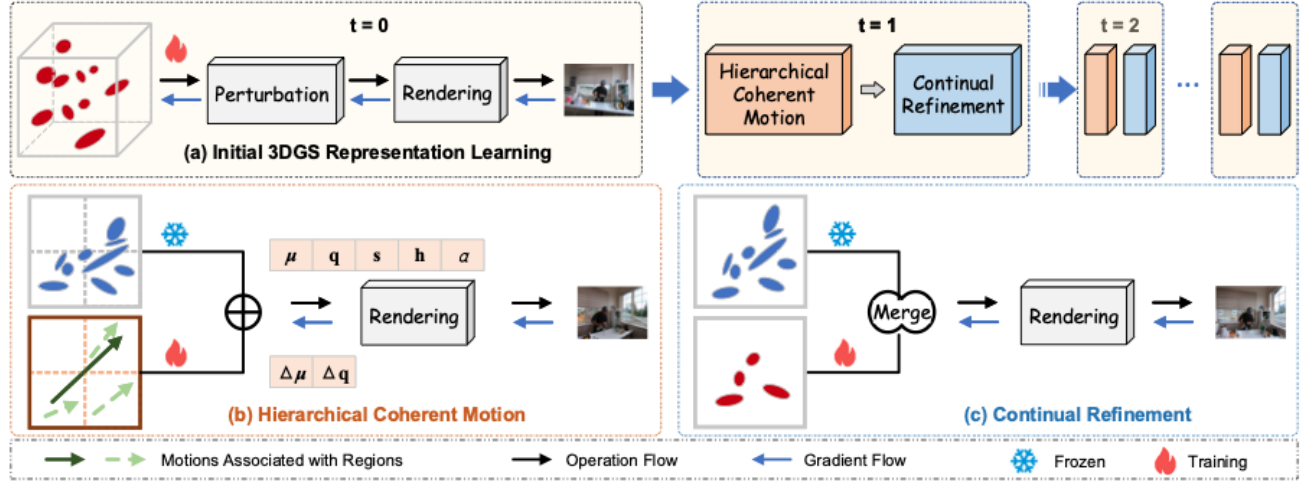 t = 0
Perturbation
Rendering
(a) Initial 3DGS Representation Learning
t = 1
Hierarchical
Coherent
Motion
Continual
Refinement
t = 2
...
μ q s h α
Rendering
Δμ Δq
(b) Hierarchical Coherent Motion
Merge
Rendering
(c) Continual Refinement
Motions Associated with Regions
Operation Flow
Gradient Flow
Frozen
Training